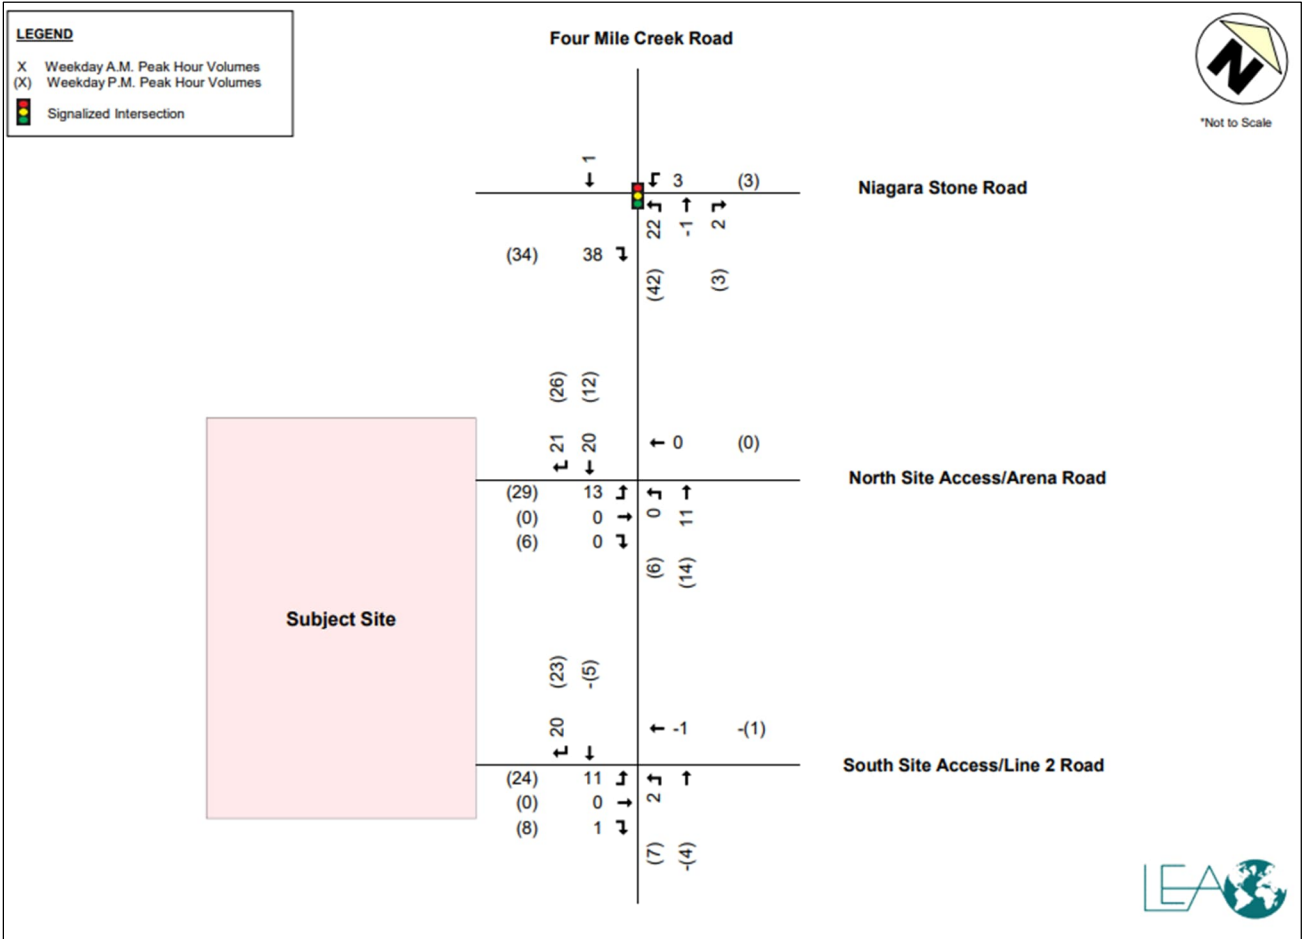 LEGEND
X Weekday A.M. Peak Hour Volumes
(X) Weekday P.M. Peak Hour Volumes
Signalized Intersection
Four Mile Creek Road
N
*Not to Scale
1
3 (3)
Niagara Stone Road
22 -1 2
(34) 38
(42) (3)
(26) (12)
21 20
0 (0)
North Site Access/Arena Road
(29) 13
(0) 0
(6) 0
0 11
(6) (14)
Subject Site
(23) -(5)
20
-1 -(1)
South Site Access/Line 2 Road
(24) 11
(0) 0
(8) 1
2
(7) -(4)
LEA